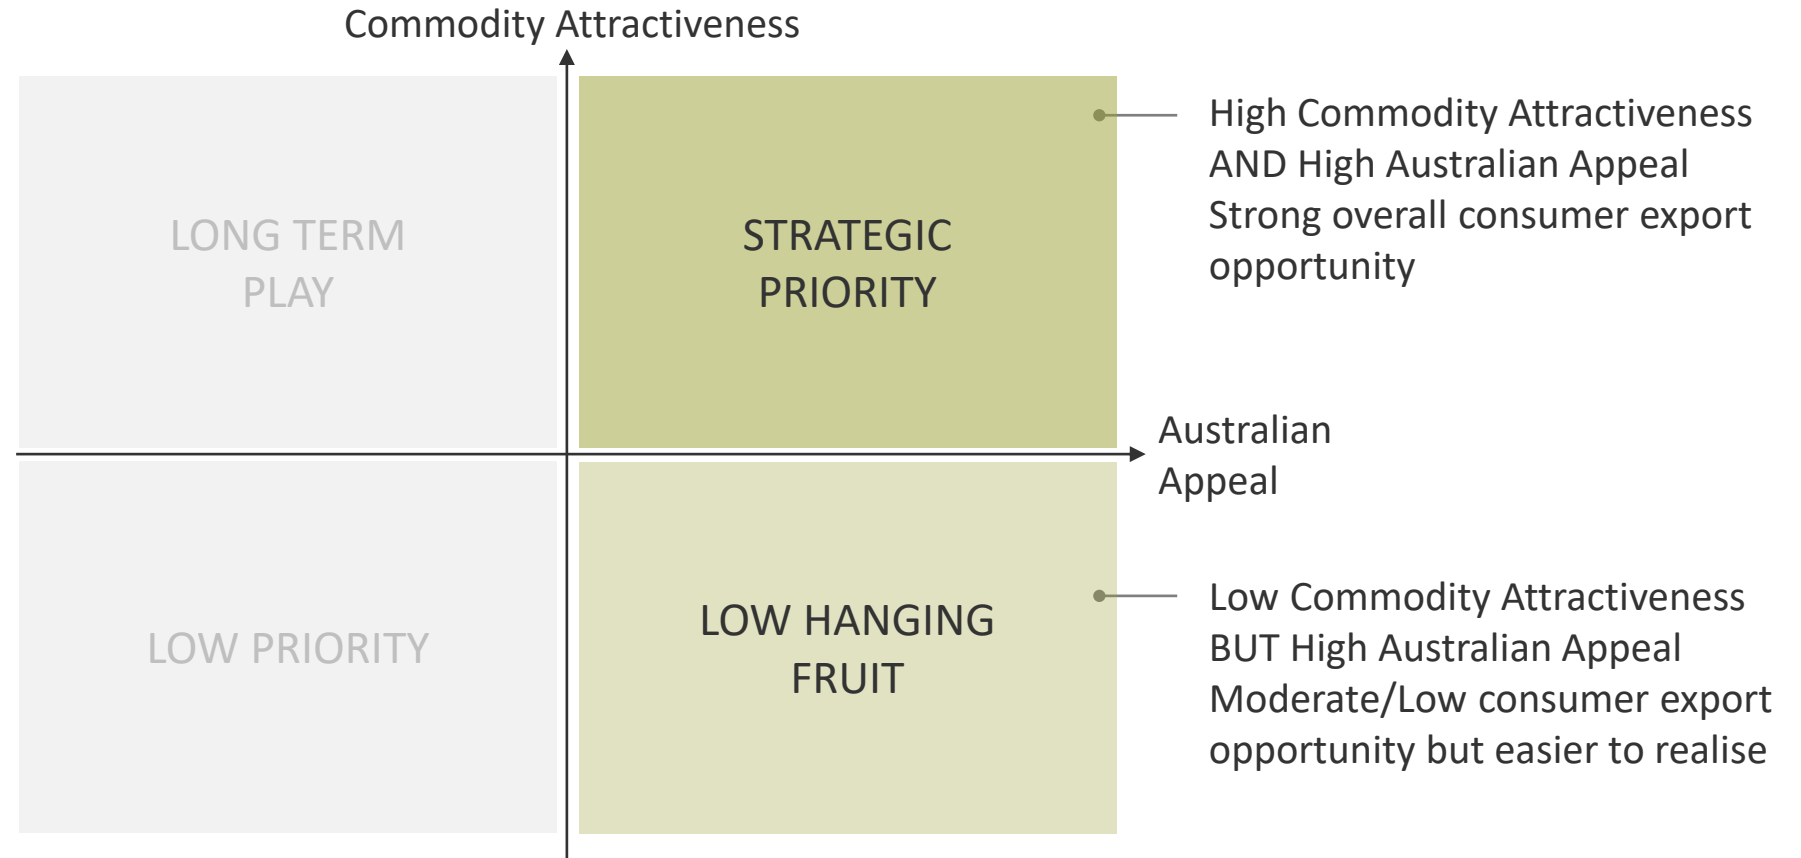 Commodity Attractiveness
LONG TERM
PLAY
STRATEGIC
PRIORITY
High Commodity Attractiveness
AND High Australian Appeal
Strong overall consumer export
opportunity
Australian
Appeal
LOW PRIORITY
LOW HANGING
FRUIT
Low Commodity Attractiveness
BUT High Australian Appeal
Moderate/Low consumer export
opportunity but easier to realise